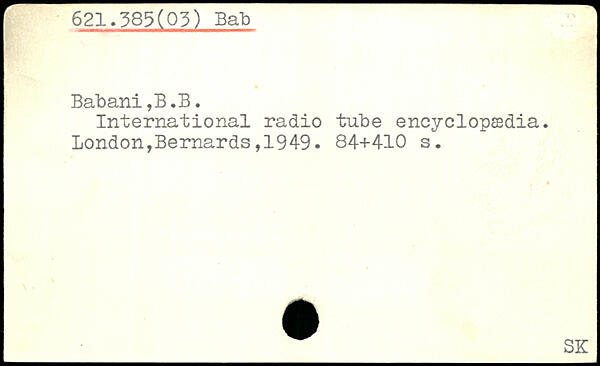 621.385(03) Bab
Babani,B.B.
International radio tube encyclopædia.
London,Bernards,1949. 84+410 s.
SK